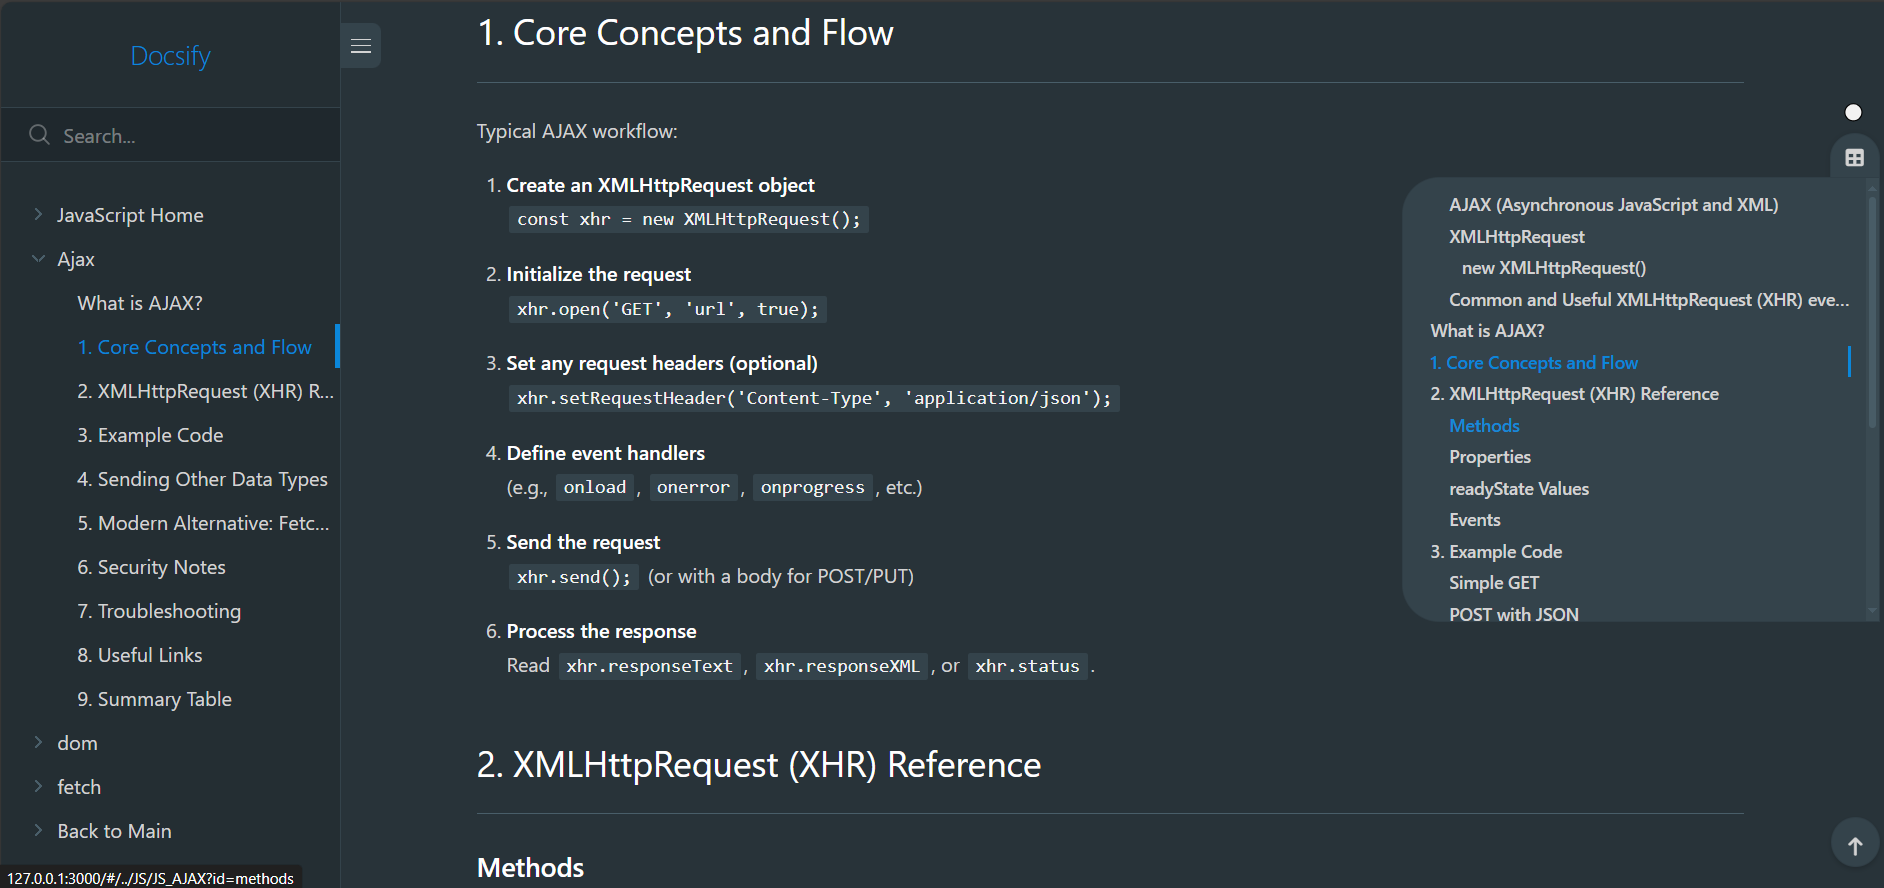 Docsify
Search...
JavaScript Home
Ajax
What is AJAX?
1. Core Concepts and Flow
2. XMLHttpRequest (XHR) R...
3. Example Code
4. Sending Other Data Types
5. Modern Alternative: Fetc...
6. Security Notes
7. Troubleshooting
8. Useful Links
9. Summary Table
dom
fetch
Back to Main
127.0.0.1:3000/#/../JS/JS_AJAX?id=methods
1. Core Concepts and Flow
Typical AJAX workflow:
1. Create an XMLHttpRequest object
const xhr = new XMLHttpRequest();
2. Initialize the request
xhr.open('GET', 'url', true);
3. Set any request headers (optional)
xhr.setRequestHeader('Content-Type', 'application/json');
4. Define event handlers
(e.g., onload, onerror, onprogress, etc.)
5. Send the request
xhr.send(); (or with a body for POST/PUT)
6. Process the response
Read xhr.responseText, xhr.responseXML, or xhr.status.
2. XMLHttpRequest (XHR) Reference
Methods
AJAX (Asynchronous JavaScript and XML)
XMLHttpRequest
new XMLHttpRequest()
Common and Useful XMLHttpRequest (XHR) eve...
What is AJAX?
1. Core Concepts and Flow
2. XMLHttpRequest (XHR) Reference
Methods
Properties
readyState Values
Events
3. Example Code
Simple GET
POST with JSON